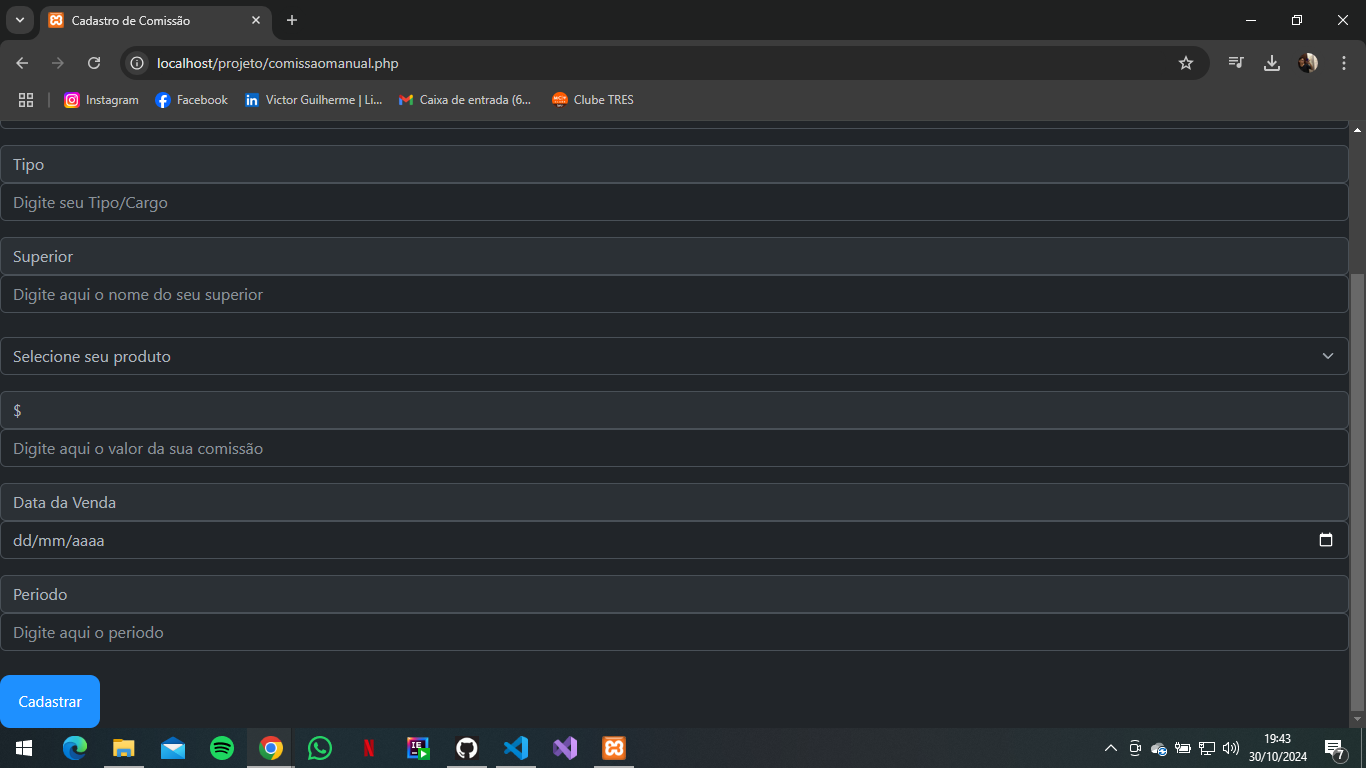 Cadastro de Comissão
localhost/projeto/comissaomanual.php
Instagram
Facebook
Victor Guilherme | Li...
Caixa de entrada (6...
Clube TRES
Tipo
Digite seu Tipo/Cargo
Superior
Digite aqui o nome do seu superior
Selecione seu produto
$
Digite aqui o valor da sua comissão
Data da Venda
dd/mm/aaaa
Periodo
Digite aqui o periodo
Cadastrar
19:43
30/10/2024
7